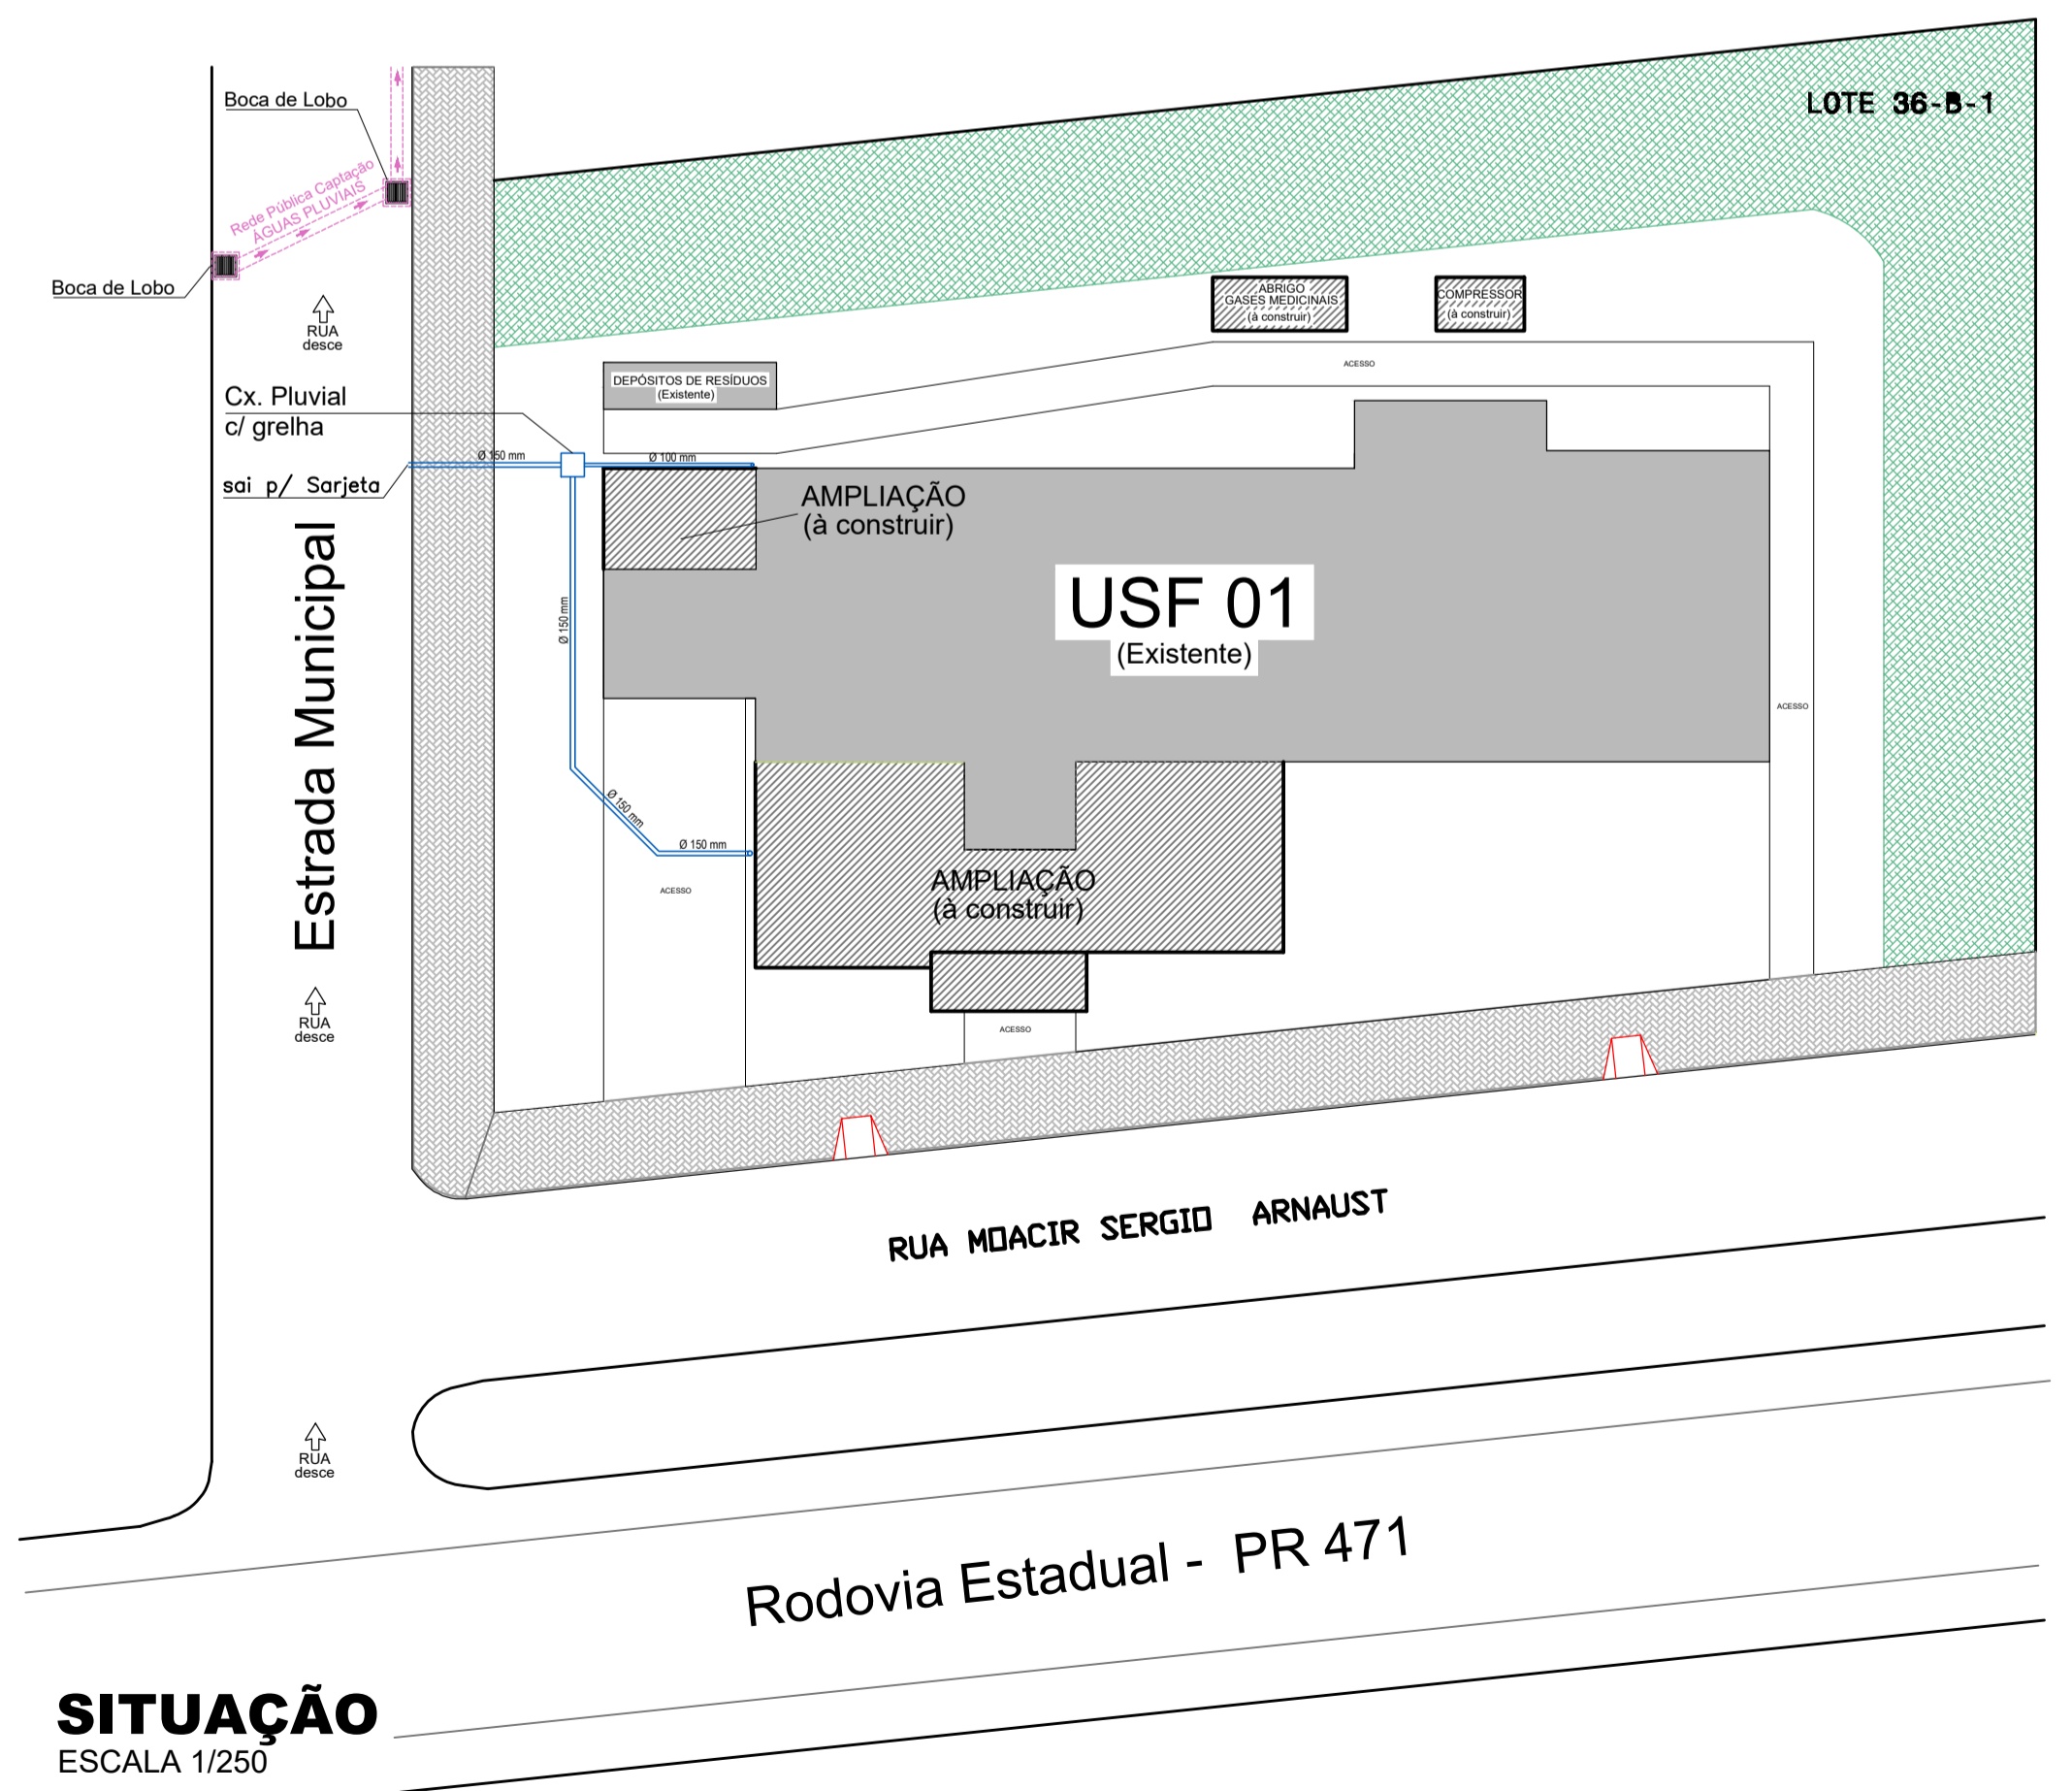 LOTE 36-B-1
Boca de Lobo
Rede Pública Captação
ÁGUAS PLUVIAIS
Boca de Lobo
RUA
desce
ABRIGO
GASES MEDICINAIS
(à construir)
COMPRESSOR
(à construir)
ACESSO
DEPÓSITOS DE RESÍDUOS
(Existente)
Cx. Pluvial
c/ grelha
Ø 150 mm
Ø 100 mm
sai p/ Sarjeta
AMPLIAÇÃO
(à construir)
USF 01
(Existente)
Ø 150 mm
Estrada Municipal
ACESSO
Ø 150 mm
Ø 150 mm
ACESSO
AMPLIAÇÃO
(à construir)
RUA
desce
ACESSO
RUA MOACIR SERGIO ARNAUST
RUA
desce
Rodovia Estadual - PR 471
SITUAÇÃO
ESCALA 1/250